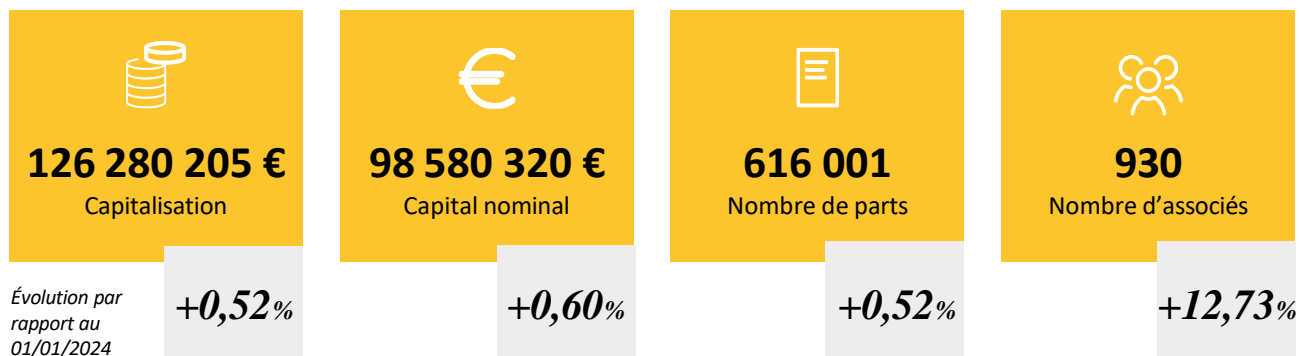 126 280 205 €
Capitalisation
98 580 320 €
Capital nominal
616 001
Nombre de parts
930
Nombre d’associés
Évolution par
rapport au
01/01/2024
+0,52%
+0,60%
+0,52%
+12,73%